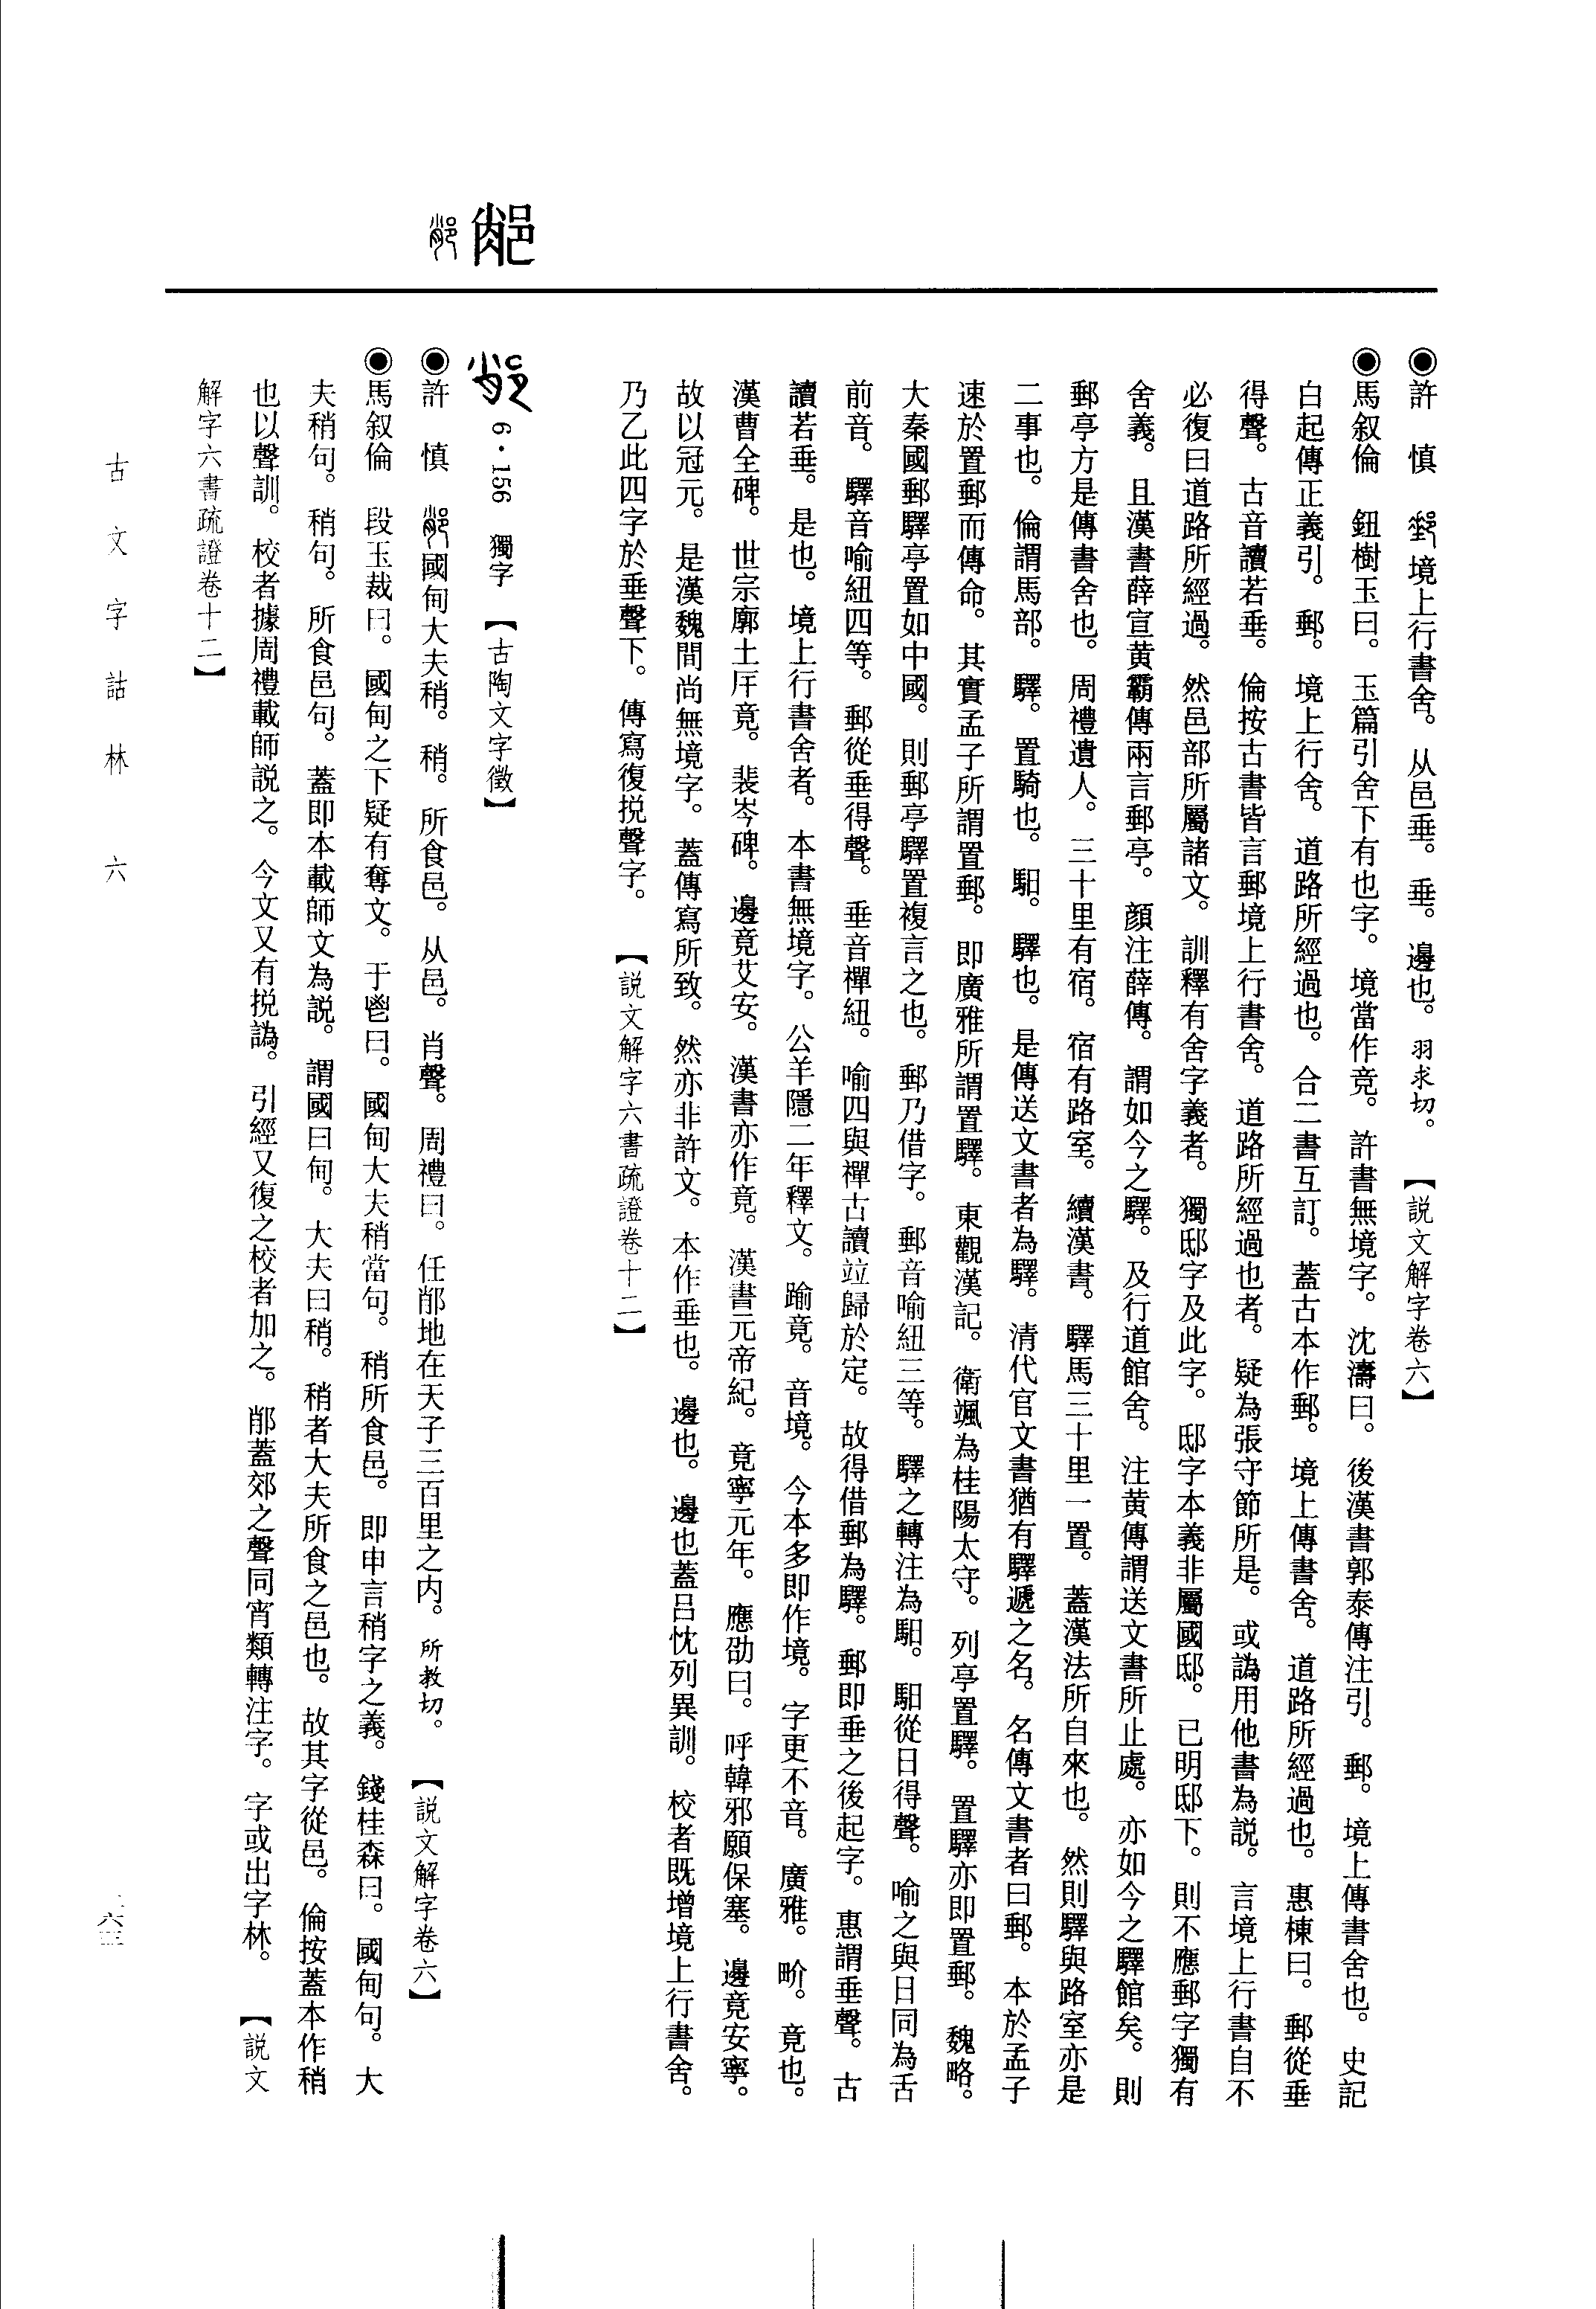 ●許　慎　境上行書舍。从邑垂。垂。邊也。羽求切。【説文解字卷六】
●馬叙倫　鈕樹玉曰。玉篇引舍下有也字。境當作竟。許書無境字。沈濤曰。後漢書郭泰傳注引。郵。境上傳書舍也。史記
白起傳正義引。郵。境上行舍。道路所經過也。合二書互訂。蓋古本作郵。境上傳書舍。道路所經過也。惠棟曰。郵從垂
得聲。古音讀若垂。倫按古書皆言郵境上行書舍。道路所經過也者。疑為張守節所是。或譌用他書為説。言境上行書自不
必復曰道路所經過。然邑部所屬諸文。訓釋有舍字義者。獨邸字及此字。邸字本義非屬國邸。已明邸下。則不應郵字獨有
舍義。且漢書薛宣黄霸傳兩言郵亭。顔注薛傳。謂如今之驛。及行道館舍。注黄傳謂送文書所止處。亦如今之驛館矣。則
郵亭方是傳書舍也。周禮遺人。三十里有宿。宿有路室。續漢書。驛馬三十里一置。蓋漢法所自來也。然則驛與路室亦是
二事也。倫謂馬部。驛。置騎也。馹。驛也。是傳送文書者為驛。清代官文書猶有驛遞之名。名傳文書者曰郵。本於孟子
速於置郵而傳命。其實孟子所謂置郵。即廣雅所謂置驛。東觀漢記。衛颯為桂陽太守。列亭置驛。置驛亦即置郵。魏略。
大秦國郵驛亭置如中國。則郵亭驛置複言之也。郵乃借字。郵音喻紐三等。驛之轉注為馹。馹從日得聲。喻之與日同為舌
前音。驛音喻紐四等。郵從垂得聲。垂音禪紐。喻四與禪古讀竝歸於定。故得借郵為驛。郵即垂之後起字。惠謂垂聲。古
讀若垂。是也。境上行書舍者。本書無境字。公羊隱二年釋文。踰竟。音境。今本多即作境。字更不音。廣雅。畍。竟也。
漢曹全碑。世宗廓土斥竟。裴岑碑。邊竟艾安。漢書亦作竟。漢書元帝紀。竟寧元年。應劭曰。呼韓邪願保塞。邊竟安寧。
故以冠元。是漢魏間尚無境字。蓋傳寫所致。然亦非許文。本作垂也。邊也。邊也蓋吕忱列異訓。校者既增境上行書舍。
乃乙此四字於垂聲下。傳寫復挩聲字。【説文解字六書疏證卷十二】
䣠
6·156　獨字　【古陶文字徵】
●許　慎　國甸大夫稍。稍。所食邑。从邑。肖聲。周禮曰。任䣠地在天子三百里之内。所教切。【説文解字卷六】
●馬叙倫　段玉裁曰。國甸之下疑有奪文。于鬯曰。國甸大夫稍當句。稍所食邑。即申言稍字之義。錢桂森曰。國甸句。大
夫稍句。稍句。所食邑句。蓋即本載師文為説。謂國曰甸。大夫曰稍。稍者大夫所食之邑也。故其字從邑。倫按蓋本作稍
也以聲訓。校者據周禮載師説之。今文又有挩譌。引經又復之校者加之。䣠蓋郊之聲同宵類轉注字。字或出字林。【説文
解字六書疏證卷十二】
古文字詁林　六